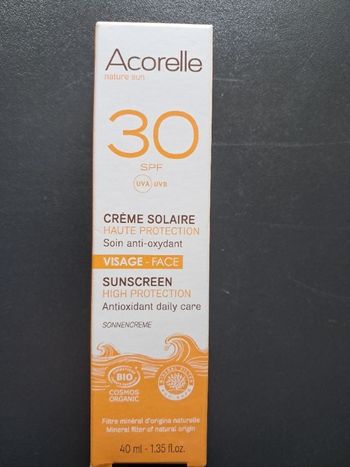 Acorelle
nature sun
30
SPF
UVA UVB
CRÈME SOLAIRE
HAUTE PROTECTION
Soin anti-oxydant
VISAGE - FACE
SUNSCREEN
HIGH PROTECTION
Antioxidant daily care
SONNENCREME
BIO
COSMOS
ORGANIC
Filtre minéral d'origine naturelle
Mineral filter of natural origin
40 ml - 1.35 fl.oz.